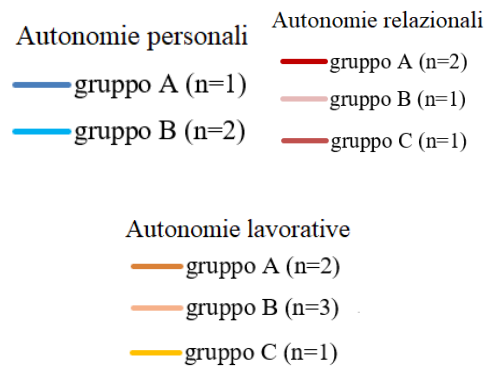 Autonomie personali
gruppo A (n=1)
gruppo B (n=2)
Autonomie relazionali
gruppo A (n=2)
gruppo B (n=1)
gruppo C (n=1)
Autonomie lavorative
gruppo A (n=2)
gruppo B (n=3)
gruppo C (n=1)